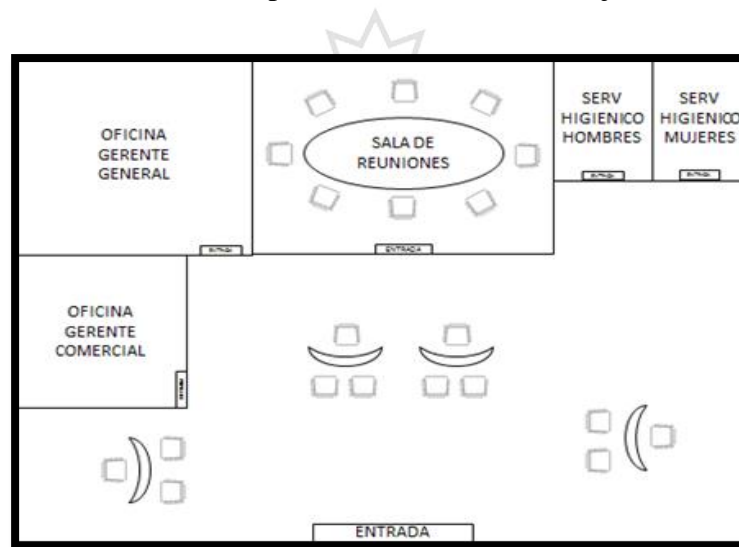 OFICINA
GERENTE
GENERAL
SALA DE
REUNIONES
SERV
HIGIENICO
HOMBRES
SERV
HIGIENICO
MUJERES
ENTRADA
OFICINA
GERENTE
COMERCIAL
ENTRADA